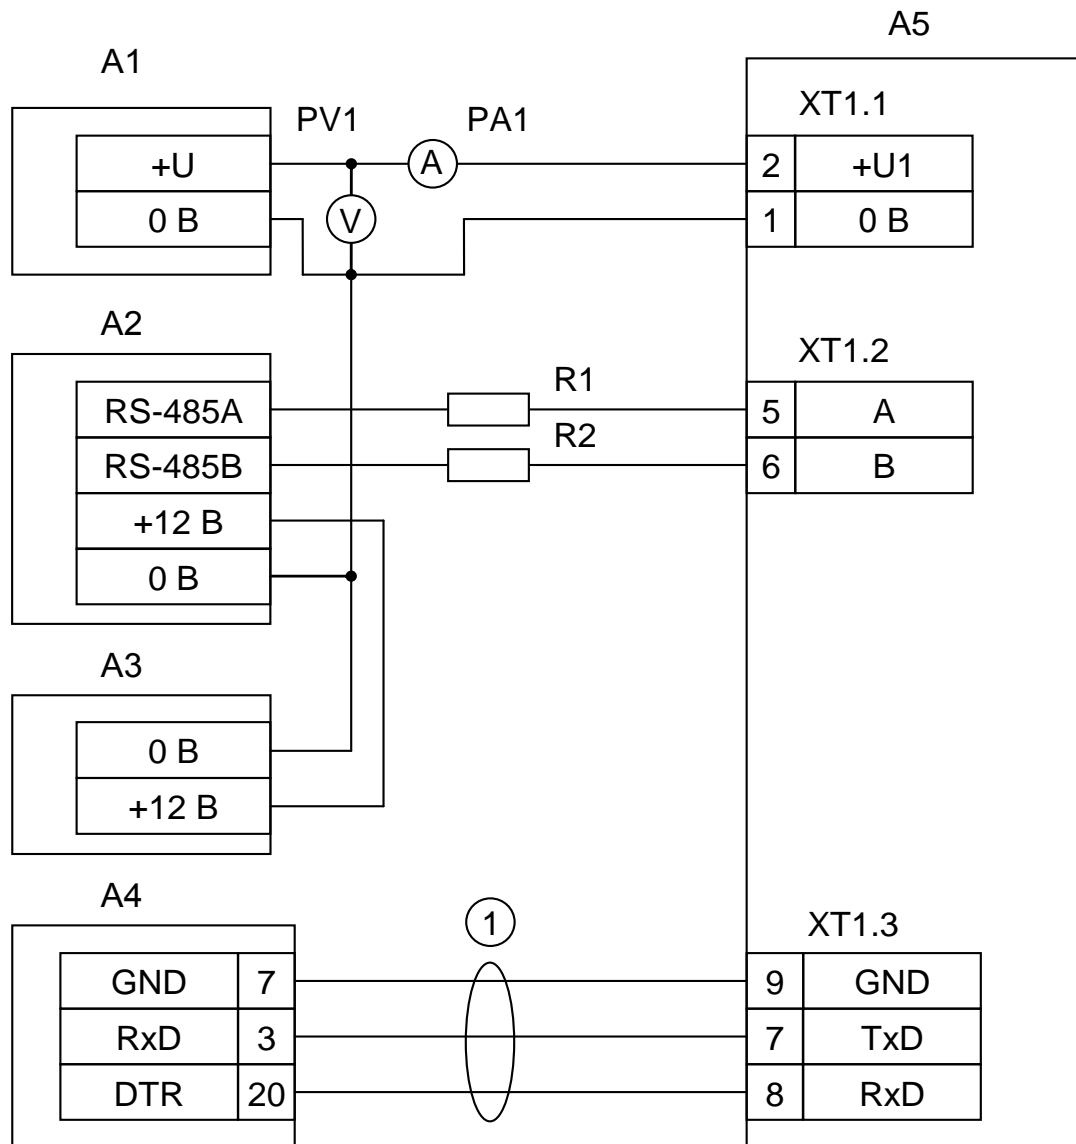 A5
A1
XT1.1
PV1 PA1
+U A 2 +U1
0 В V 1 0 В
A2
XT1.2
R1
RS-485A 5 A
R2
RS-485B 6 B
+12 В
0 В
A3
0 В
+12 В
A4
1 XT1.3
GND 7 9 GND
RxD 3 7 TxD
DTR 20 8 RxD